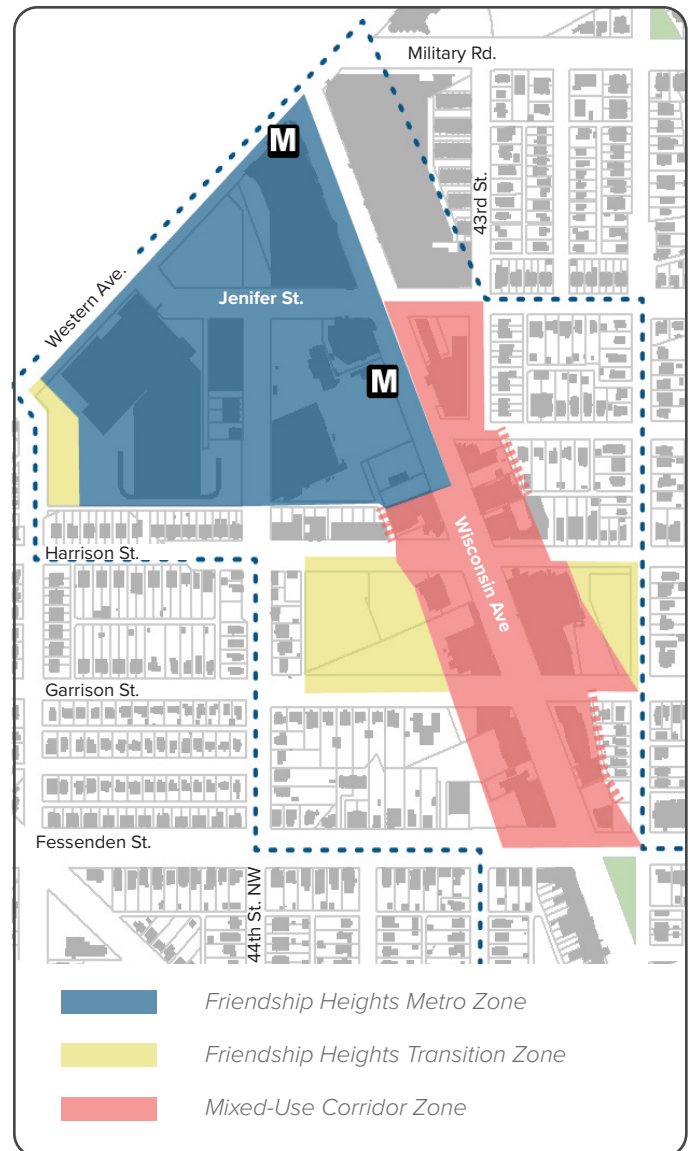 Military Rd.
M
43rd St.
Western Ave.
Jenifer St.
M
Wisconsin Ave
Harrison St.
Garrison St.
Fessenden St.
44th St. NW
Friendship Heights Metro Zone
Friendship Heights Transition Zone
Mixed-Use Corridor Zone